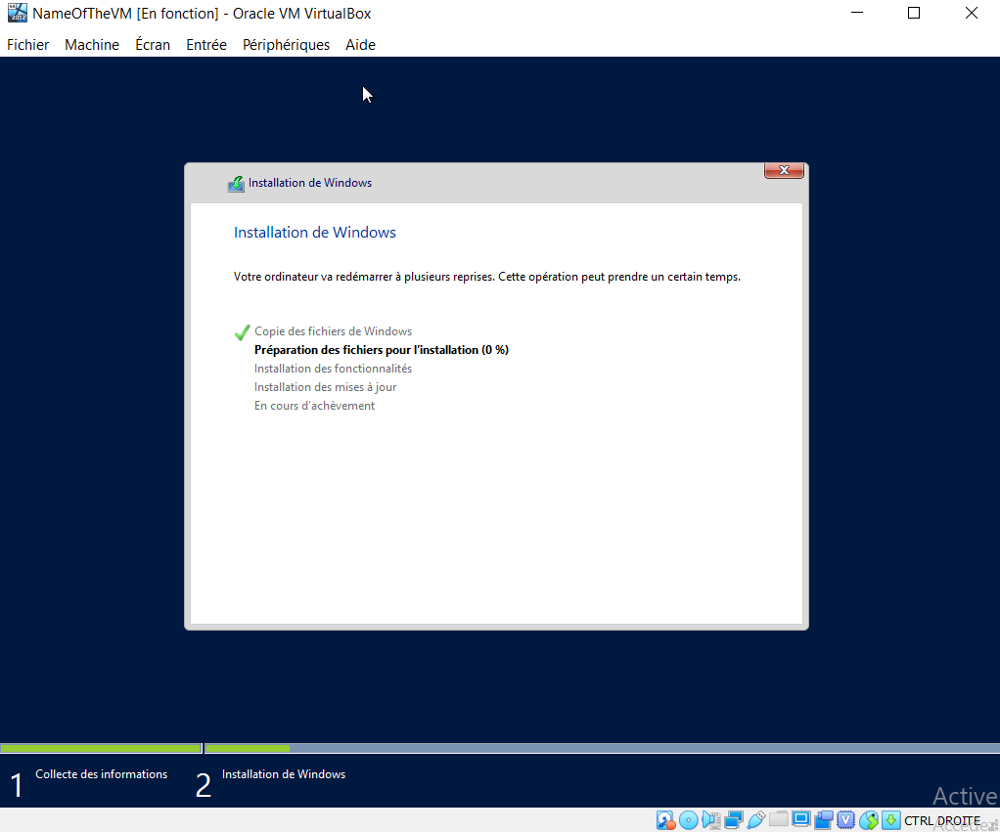 NameOfTheVM [En fonction] - Oracle VM VirtualBox
Fichier Machine Écran Entrée Périphériques Aide
Installation de Windows
Installation de Windows
Votre ordinateur va redémarrer à plusieurs reprises. Cette opération peut prendre un certain temps.
Copie des fichiers de Windows
Préparation des fichiers pour l'installation (0 %)
Installation des fonctionnalités
Installation des mises à jour
En cours d'achèvement
1 Collecte des informations 2 Installation de Windows
Active
CTRL DROITE